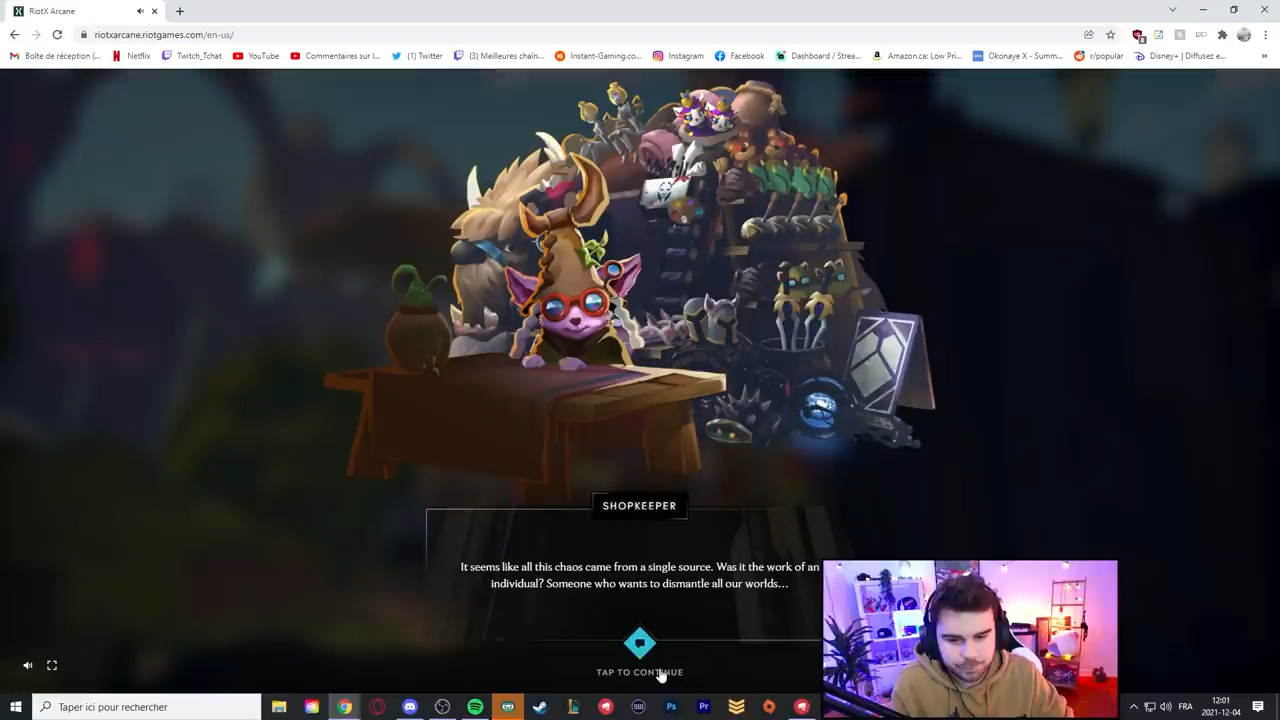 RiotX Arcane
riotxarcane.riotgames.com/en-us/
Boîte de réception (...
Netflix
Twitch_Tchat
YouTube
Commentaires sur l...
(1) Twitter
(3) Meilleures chaîn...
Instant-Gaming.co...
Instagram
Facebook
Dashboard / Strea...
Amazon.ca: Low Pri...
Okonaye X - Summ...
r/popular
Disney+ | Diffusez e...
SHOPKEEPER
It seems like all this chaos came from a single source. Was it the work of an
individual? Someone who wants to dismantle all our worlds...
TAP TO CONTINUE
Taper ici pour rechercher
FR
12:01
2021-12-04